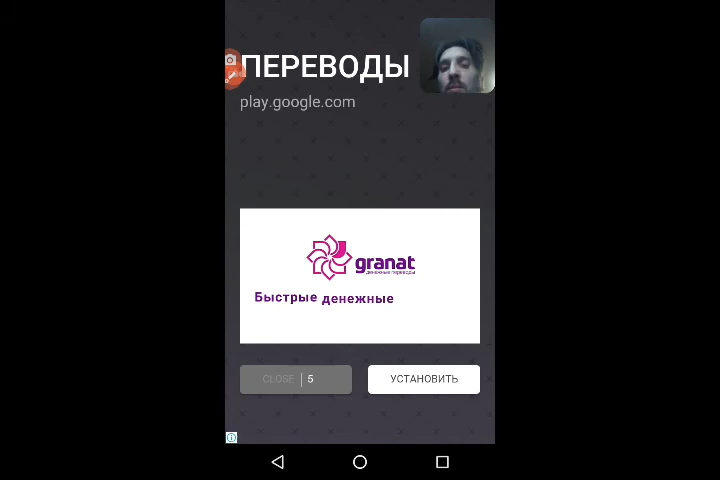 ПЕРЕВОДЫ
play.google.com
granat
денежные переводы
Быстрые денежные
CLOSE | 5
УСТАНОВИТЬ